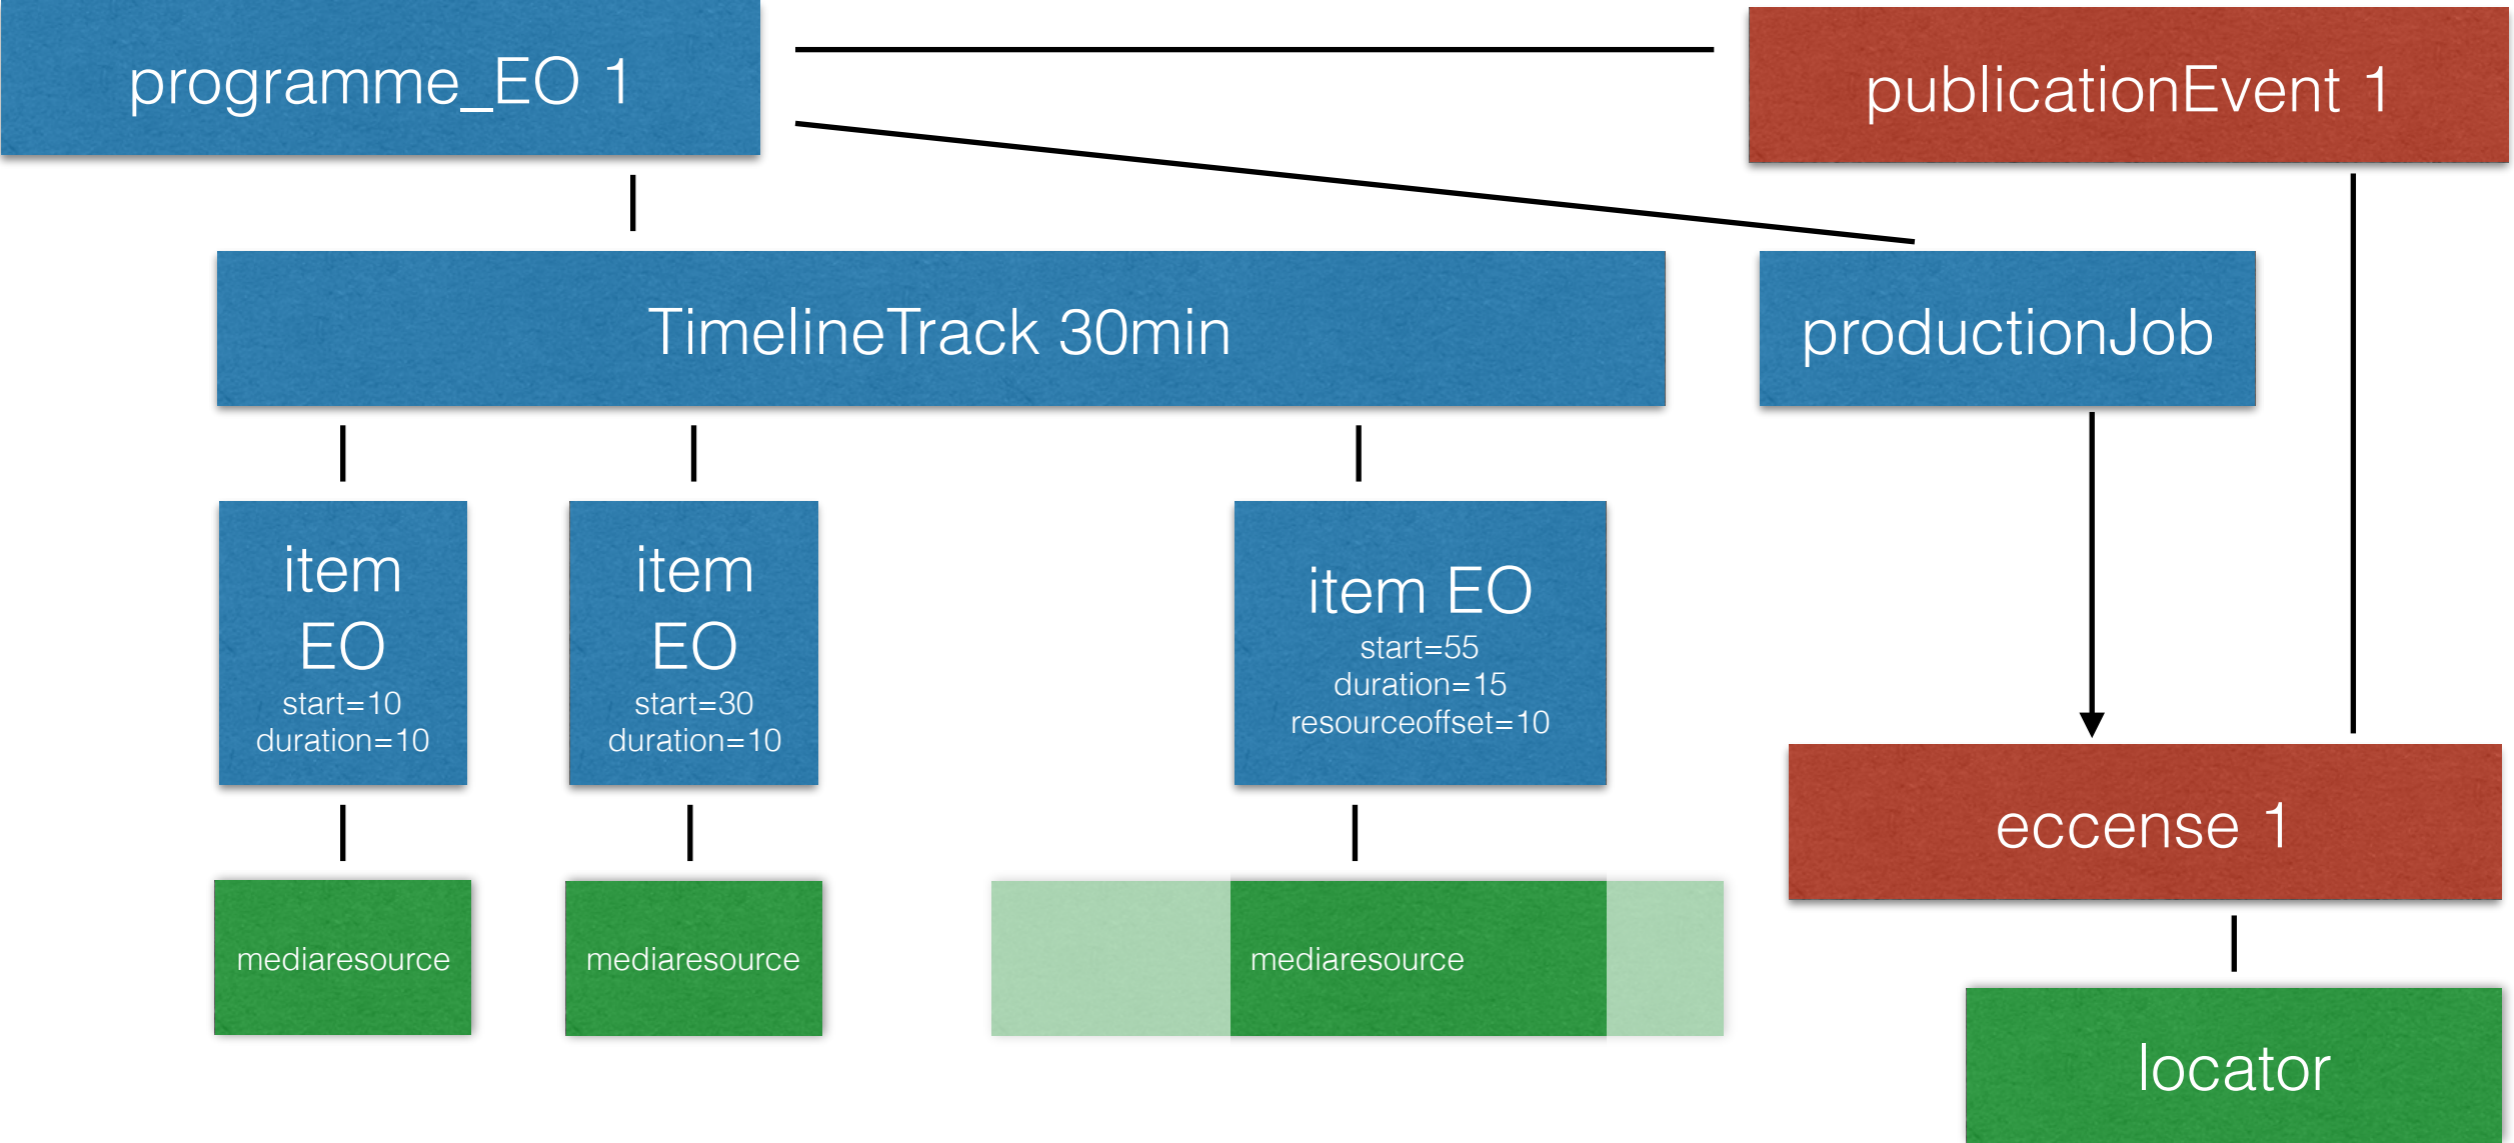 programme_EO 1
publicationEvent 1
TimelineTrack 30min
productionJob
item
EO
start=10
duration=10
item
EO
start=30
duration=10
item EO
start=55
duration=15
resourceoffset=10
eccense 1
mediaresource
mediaresource
mediaresource
locator